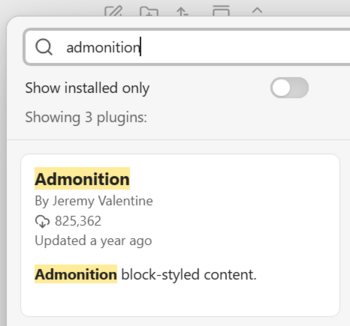 admonition
Show installed only
Showing 3 plugins:
Admonition
By Jeremy Valentine
825,362
Updated a year ago
Admonition block-styled content.